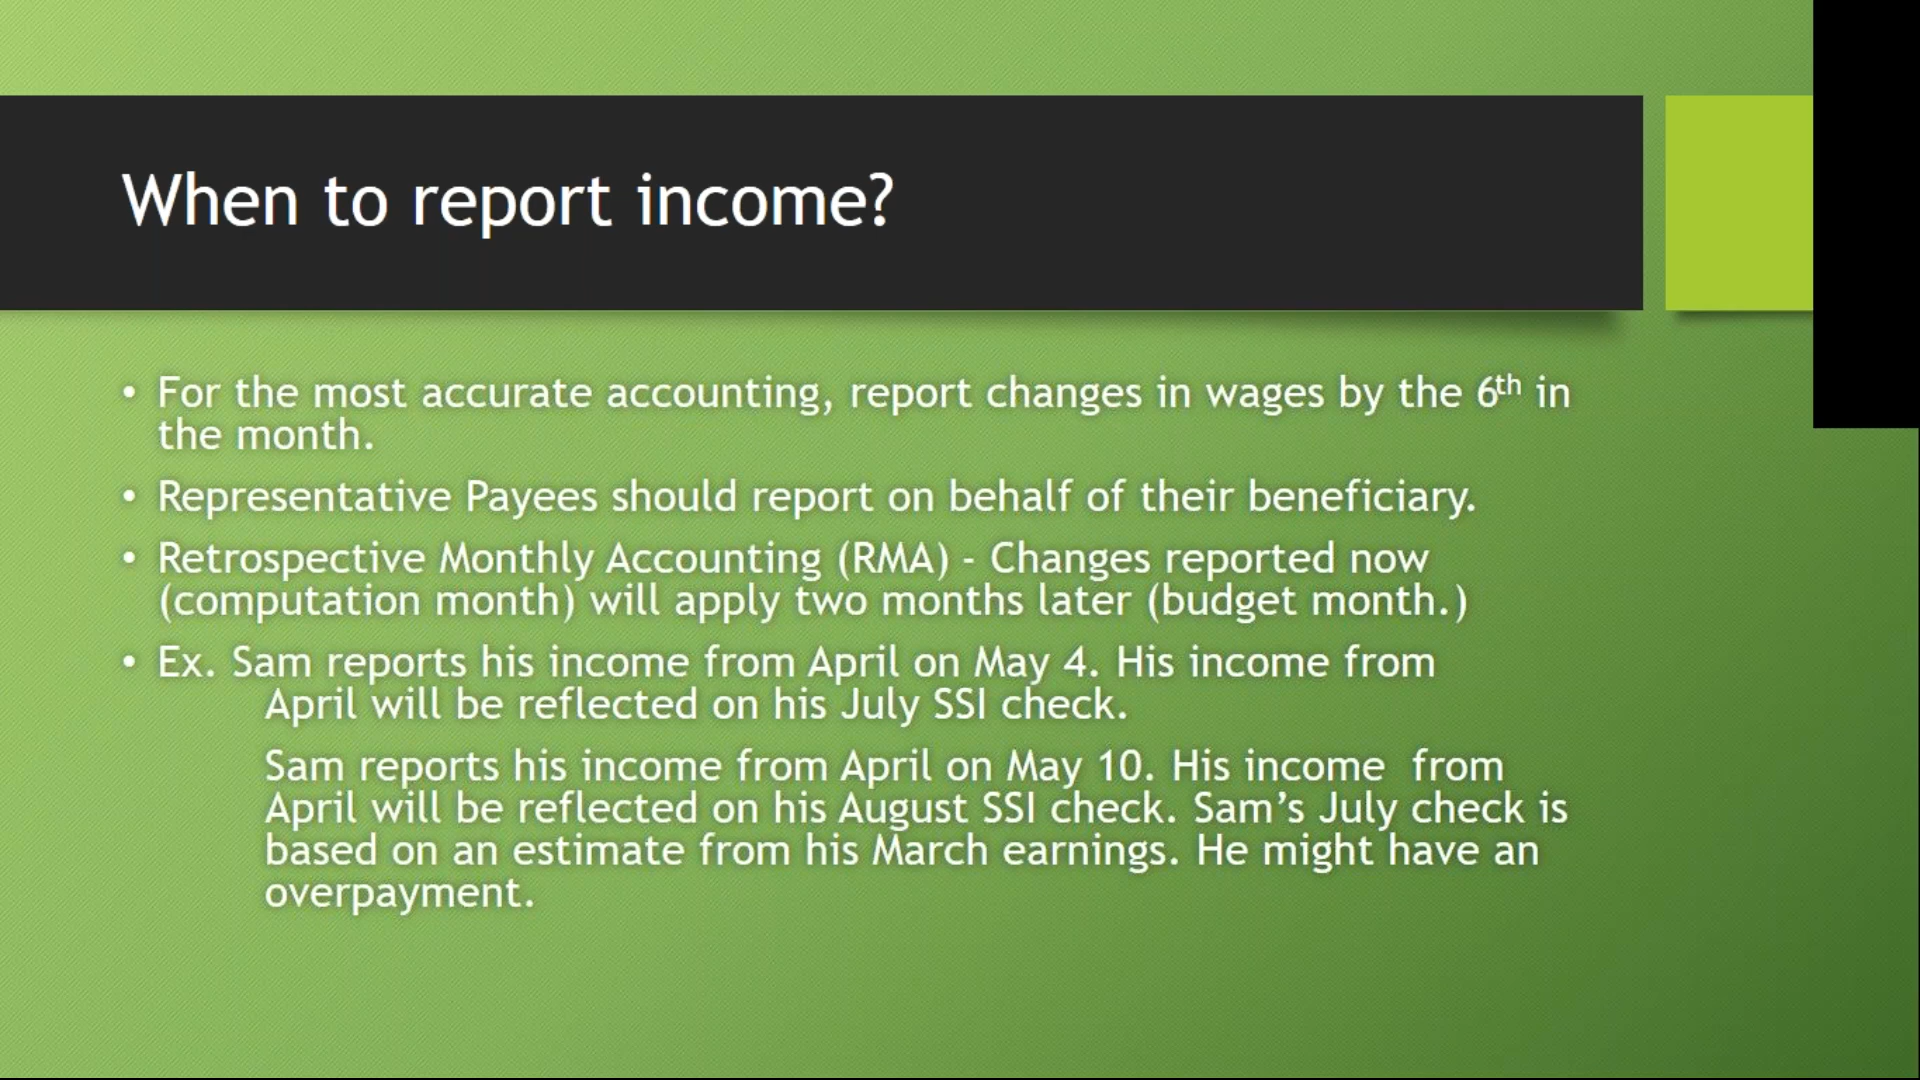 When to report income?
• For the most accurate accounting, report changes in wages by the 6th in
the month.
• Representative Payees should report on behalf of their beneficiary.
• Retrospective Monthly Accounting (RMA) - Changes reported now
(computation month) will apply two months later (budget month.)
• Ex. Sam reports his income from April on May 4. His income from
April will be reflected on his July SSI check.
Sam reports his income from April on May 10. His income  from
April will be reflected on his August SSI check. Sam’s July check is
based on an estimate from his March earnings. He might have an
overpayment.